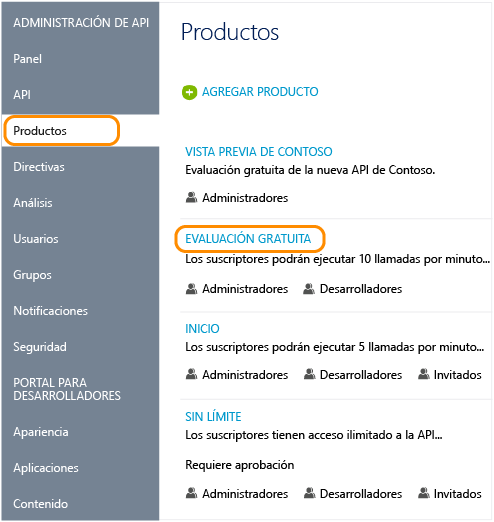 ADMINISTRACIÓN DE API
Panel
API
Productos
Directivas
Análisis
Usuarios
Grupos
Notificaciones
Seguridad
PORTAL PARA
DESARROLLADORES
Apariencia
Aplicaciones
Contenido
Productos
AGREGAR PRODUCTO
VISTA PREVIA DE CONTOSO
Evaluación gratuita de la nueva API de Contoso.
Administradores
EVALUACIÓN GRATUITA
Los suscriptores podrán ejecutar 10 llamadas por minuto...
Administradores Desarrolladores
INICIO
Los suscriptores podrán ejecutar 5 llamadas por minuto...
Administradores Desarrolladores Invitados
SIN LÍMITE
Los suscriptores tienen acceso ilimitado a la API...
Requiere aprobación
Administradores Desarrolladores Invitados